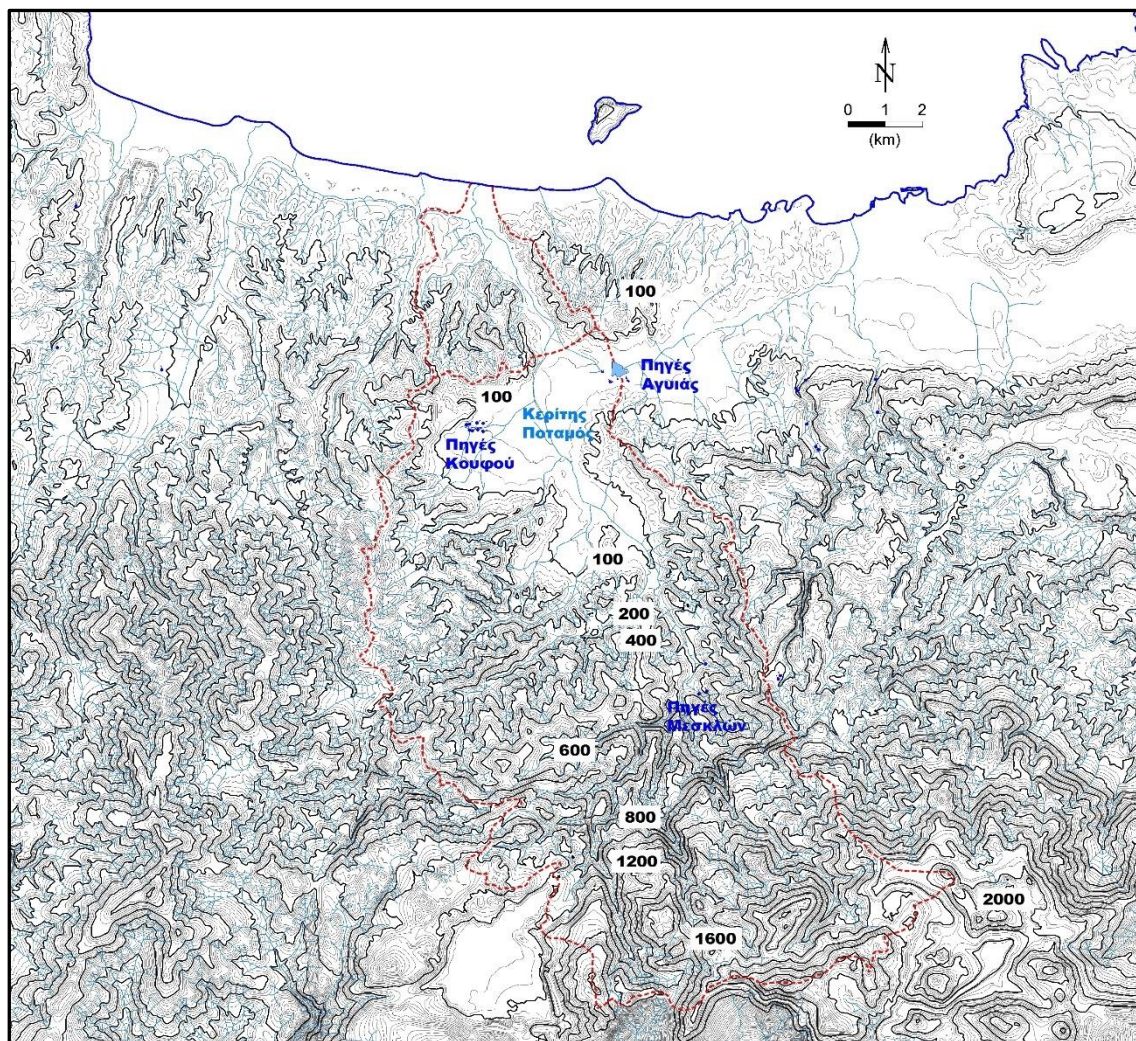 N
0 1 2
(km)
100
Πηγές
Αγυιάς
100
Κερίτης
Ποταμός
Πηγές
Κουφού
100
200
400
Πηγές
Μεσκλών
600
800
1200
2000
1600